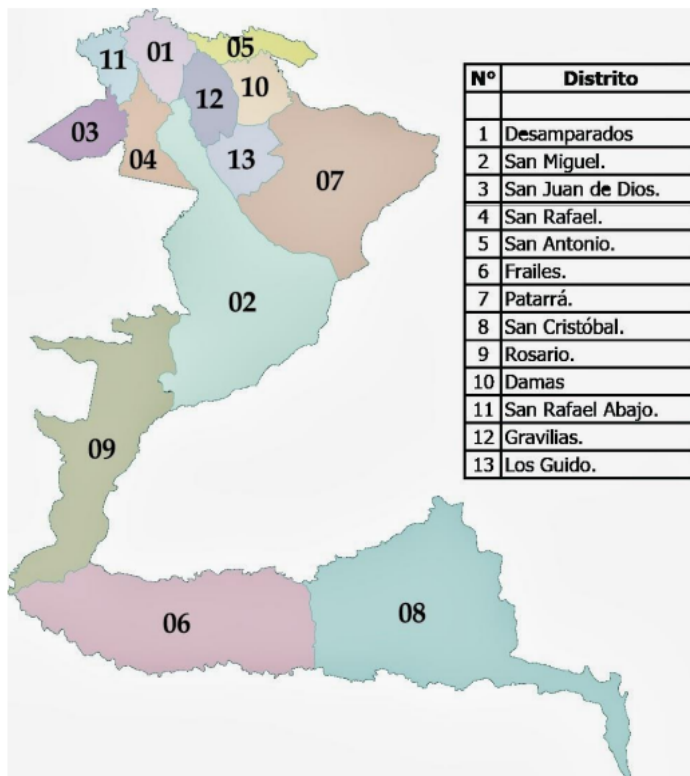 01
05
11
12
10
03
04
13
07
02
09
06
08
Nº Distrito
1 Desamparados
2 San Miguel.
3 San Juan de Dios.
4 San Rafael.
5 San Antonio.
6 Frailes.
7 Patarrá.
8 San Cristóbal.
9 Rosario.
10 Damas
11 San Rafael Abajo.
12 Gravilias.
13 Los Guido.